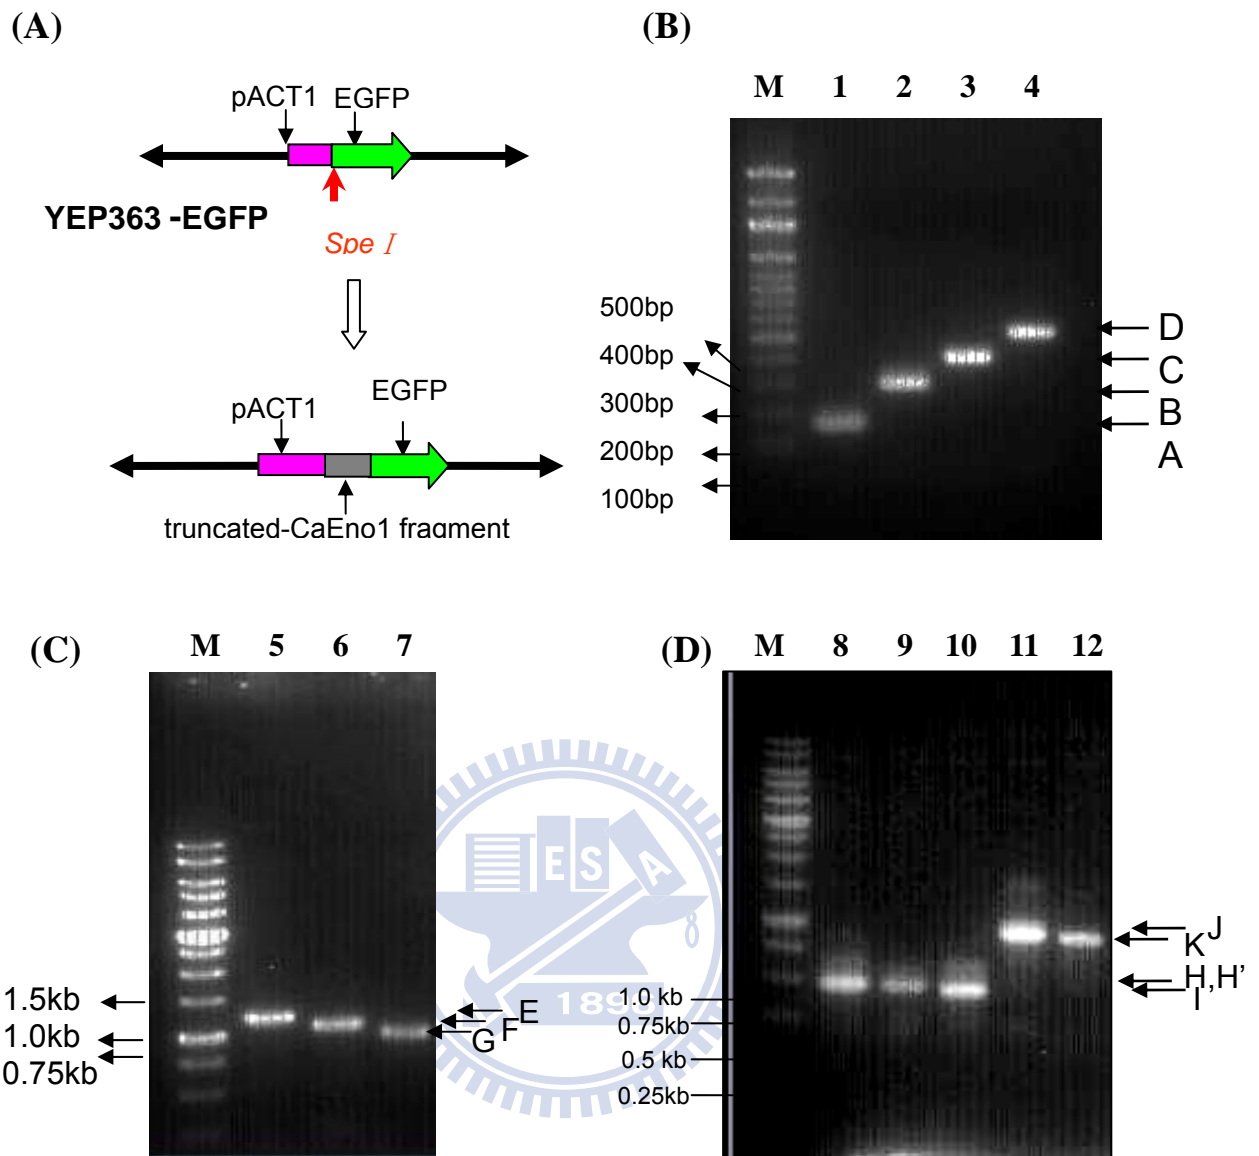 (A)
pACT1
EGFP
YEP363 -EGFP
Spe I
pACT1
EGFP
truncated-CaEno1 fragment
(B)
M 1 2 3 4
500bp
400bp
300bp
200bp
100bp
D
C
B
A
(C)
M 5 6 7
1.5kb
1.0kb
0.75kb
E
F
G
(D)
M 8 9 10 11 12
1.0 kb
0.75kb
0.5 kb
0.25kb
J
K
H,H'
I
E S A
1896